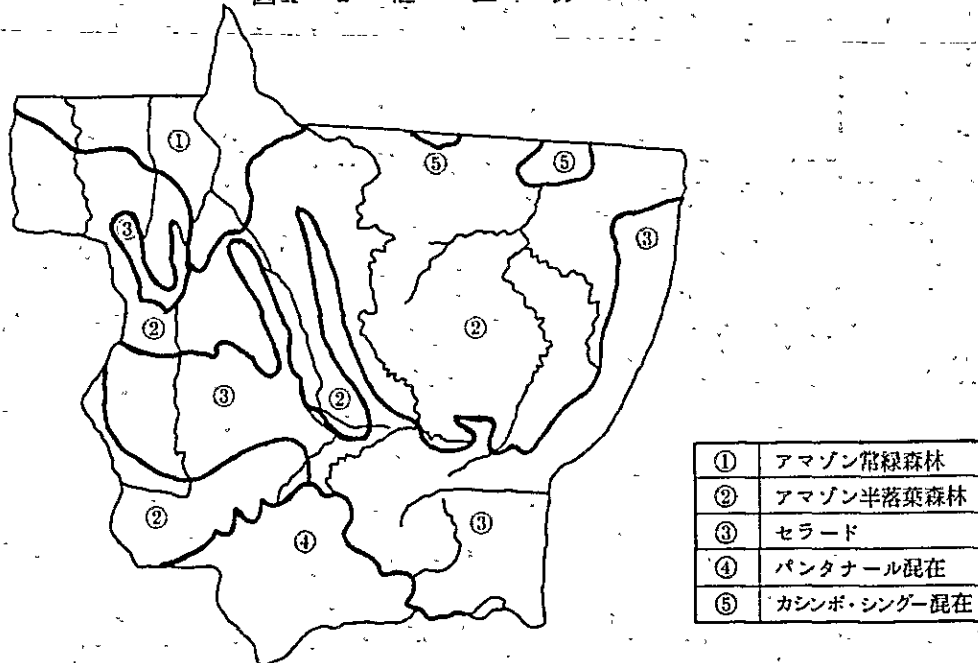 ①
⑤
⑤
③
③
②
②
③
②
②
④
③
① アマゾン常緑森林
② アマゾン半落葉森林
③ セラード
④ パンタナール混在
⑤ カシンボ・シングー混在